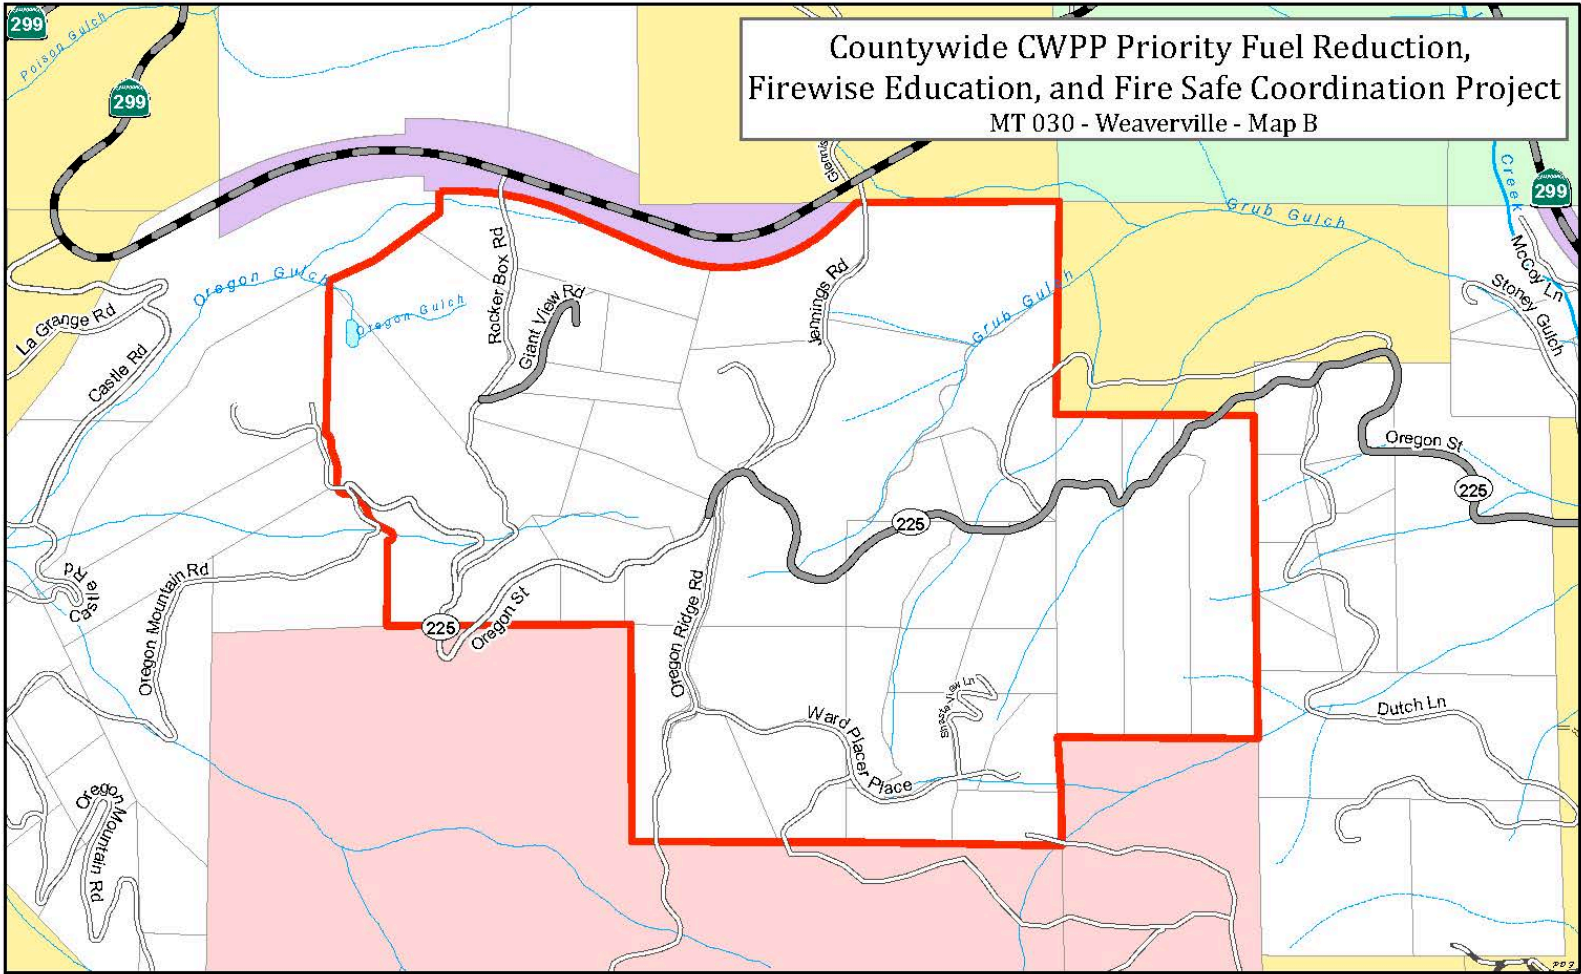 299
Poison Gulch
299
Countywide CWPP Priority Fuel Reduction,
Firewise Education, and Fire Safe Coordination Project
MT 030 - Weaverville - Map B
Creek
299
Grub Gulch
McCoy Ln
Stoney Gulch
Oregon Gulch
Oregon Gulch
Rocker Box Rd
Giant View Rd
Jennings Rd
Grub Gulch
La Grange Rd
Castle Rd
Oregon St
225
225
Castle Rd
Oregon Mountain Rd
225
Oregon St
Oregon Ridge Rd
Shasta View Ln
Ward Placer Place
Dutch Ln
Oregon Mountain Rd